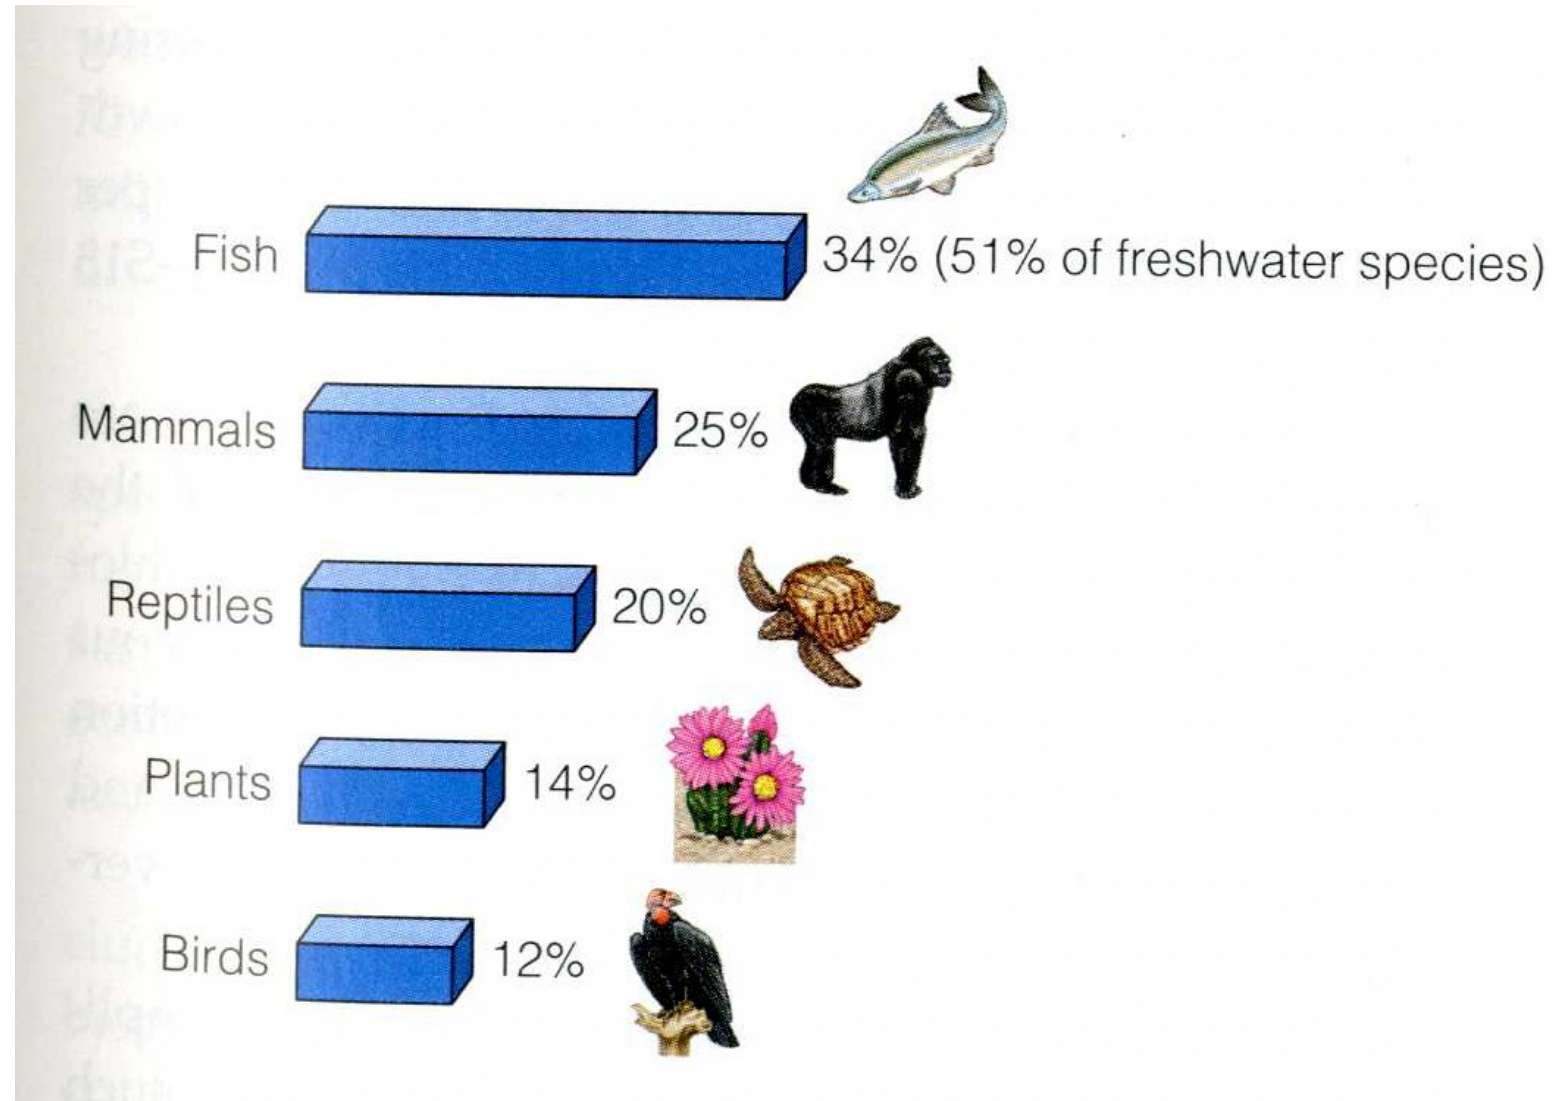 Fish 34% (51% of freshwater species)
Mammals 25%
Reptiles 20%
Plants 14%
Birds 12%